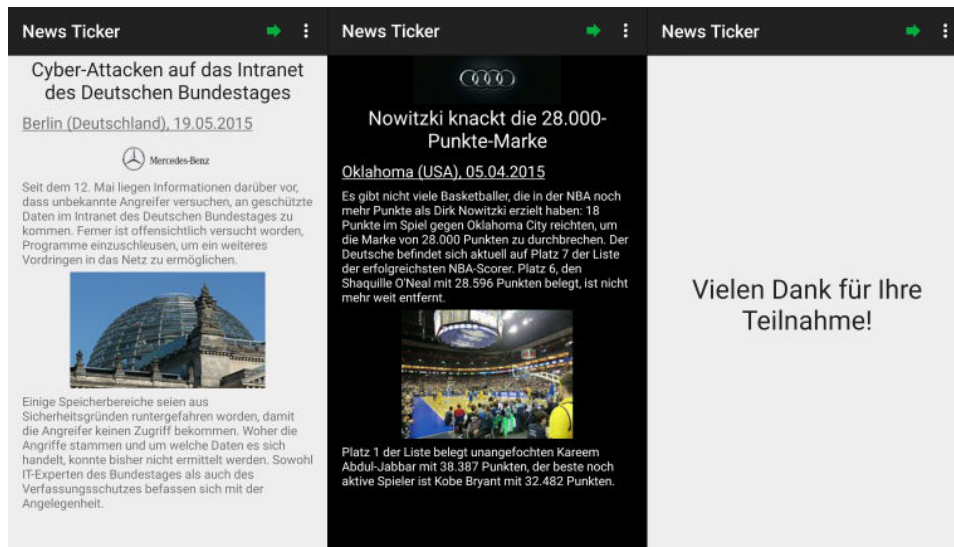 News Ticker
Cyber-Attacken auf das Intranet
des Deutschen Bundestages
Berlin (Deutschland), 19.05.2015
Mercedes-Benz
Seit dem 12. Mai liegen Informationen darüber vor,
dass unbekannte Angreifer versuchen, an geschützte
Daten im Intranet des Deutschen Bundestages zu
kommen. Ferner ist offensichtlich versucht worden,
Programme einzuschleusen, um ein weiteres
Vordringen in das Netz zu ermöglichen.
Einige Speicherbereiche seien aus
Sicherheitsgründen runtergefahren worden, damit
die Angreifer keinen Zugriff bekommen. Woher die
Angriffe stammen und um welche Daten es sich
handelt, konnte bisher nicht ermittelt werden. Sowohl
IT-Experten des Bundestages als auch des
Verfassungsschutzes befassen sich mit der
Angelegenheit.
News Ticker
Nowitzki knackt die 28.000-
Punkte-Marke
Oklahoma (USA), 05.04.2015
Es gibt nicht viele Basketballer, die in der NBA noch
mehr Punkte als Dirk Nowitzki erzielt haben: 18
Punkte im Spiel gegen Oklahoma City reichten, um
die Marke von 28.000 Punkten zu durchbrechen. Der
Deutsche befindet sich aktuell auf Platz 7 der Liste
der erfolgreichsten NBA-Scorer. Platz 6, den
Shaquille O'Neal mit 28.596 Punkten belegt, ist nicht
mehr weit entfernt.
Platz 1 der Liste belegt unangefochten Kareem
Abdul-Jabbar mit 38.387 Punkten, der beste noch
aktive Spieler ist Kobe Bryant mit 32.482 Punkten.
News Ticker
Vielen Dank für Ihre
Teilnahme!